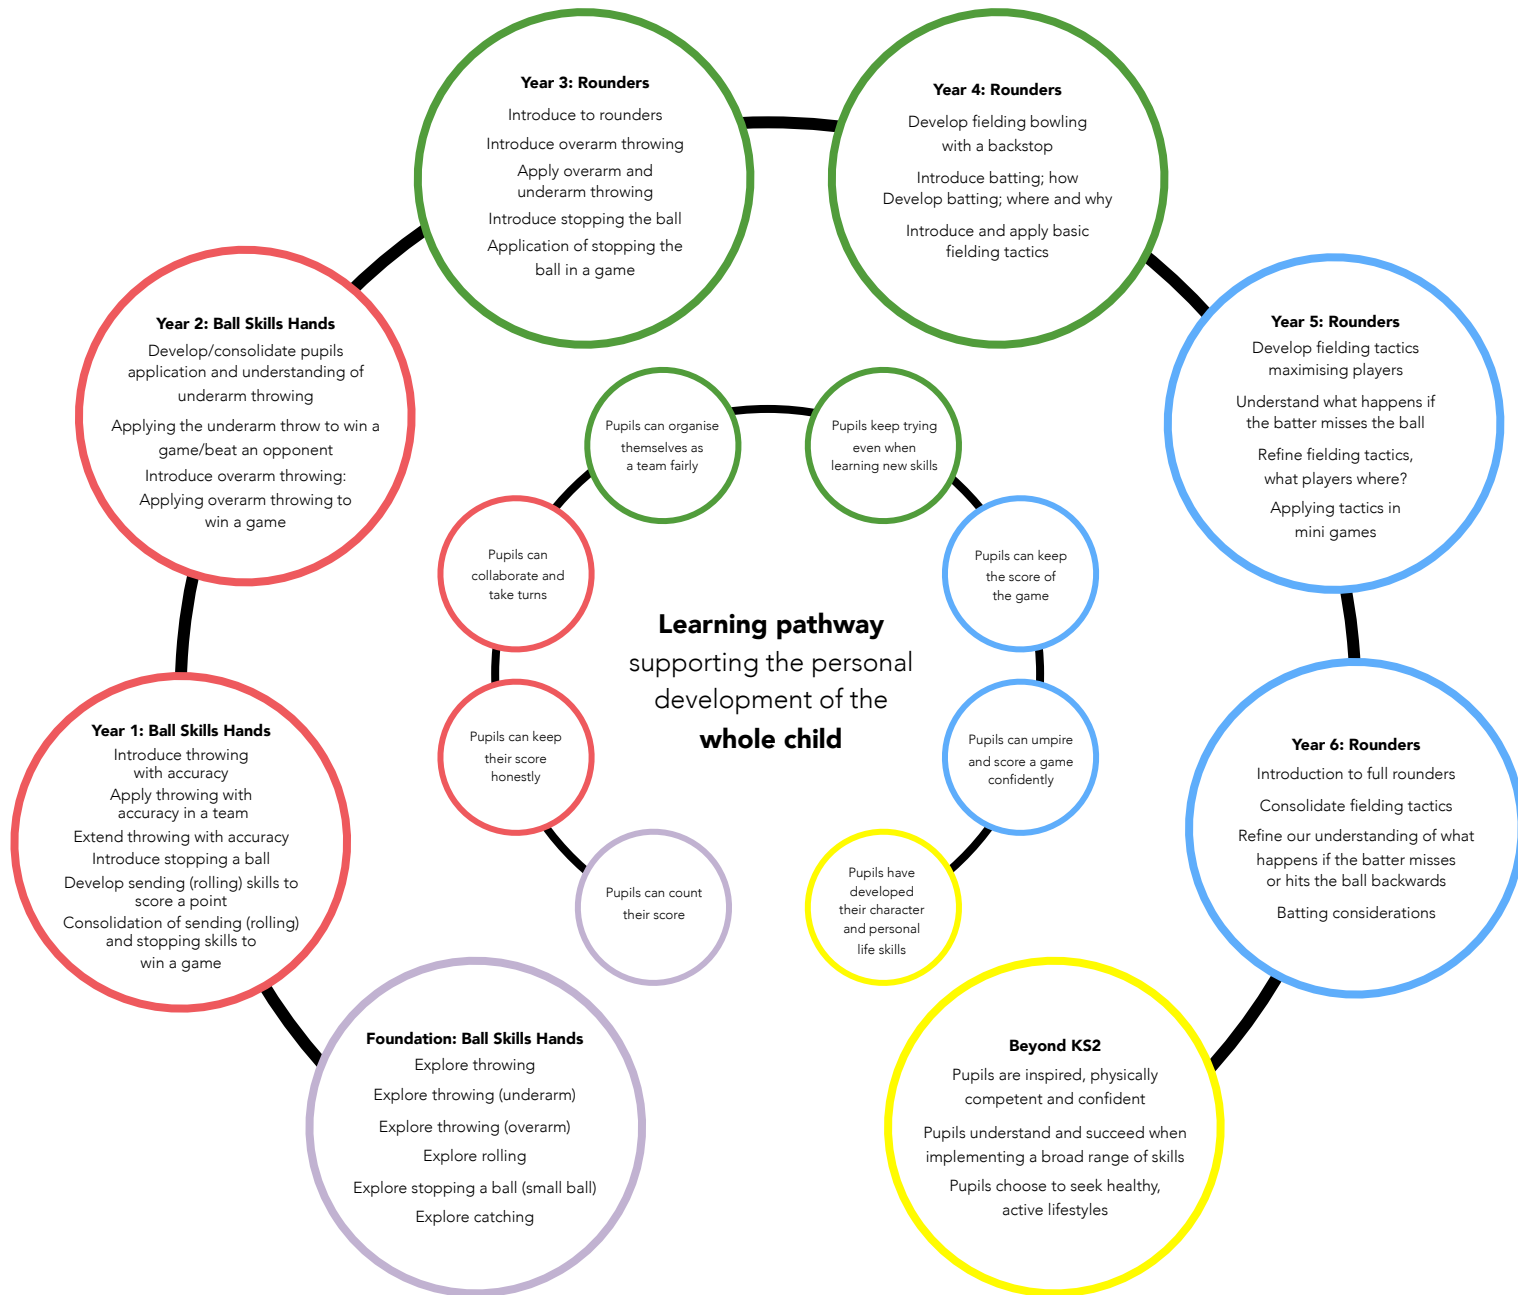 Year 3: Rounders
Introduce to rounders
Introduce overarm throwing
Apply overarm and
underarm throwing
Introduce stopping the ball
Application of stopping the
ball in a game
Year 4: Rounders
Develop fielding bowling
with a backstop
Introduce batting; how
Develop batting; where and why
Introduce and apply basic
fielding tactics
Year 2: Ball Skills Hands
Develop/consolidate pupils
application and understanding of
underarm throwing
Applying the underarm throw to win a
game/beat an opponent
Introduce overarm throwing:
Applying overarm throwing to
win a game
Year 5: Rounders
Develop fielding tactics
maximising players
Understand what happens if
the batter misses the ball
Refine fielding tactics,
what players where?
Applying tactics in
mini games
Pupils can organise
themselves as
a team fairly
Pupils keep trying
even when
learning new skills
Pupils can
collaborate and
take turns
Pupils can keep
the score of
the game
Learning pathway
supporting the personal
development of the
whole child
Year 1: Ball Skills Hands
Introduce throwing
with accuracy
Apply throwing with
accuracy in a team
Extend throwing with accuracy
Introduce stopping a ball
Develop sending (rolling) skills to
score a point
Consolidation of sending (rolling)
and stopping skills to
win a game
Pupils can keep
their score
honestly
Pupils can umpire
and score a game
confidently
Year 6: Rounders
Introduction to full rounders
Consolidate fielding tactics
Refine our understanding of what
happens if the batter misses
or hits the ball backwards
Batting considerations
Pupils can count
their score
Pupils have
developed
their character
and personal
life skills
Foundation: Ball Skills Hands
Explore throwing
Explore throwing (underarm)
Explore throwing (overarm)
Explore rolling
Explore stopping a ball (small ball)
Explore catching
Beyond KS2
Pupils are inspired, physically
competent and confident
Pupils understand and succeed when
implementing a broad range of skills
Pupils choose to seek healthy,
active lifestyles